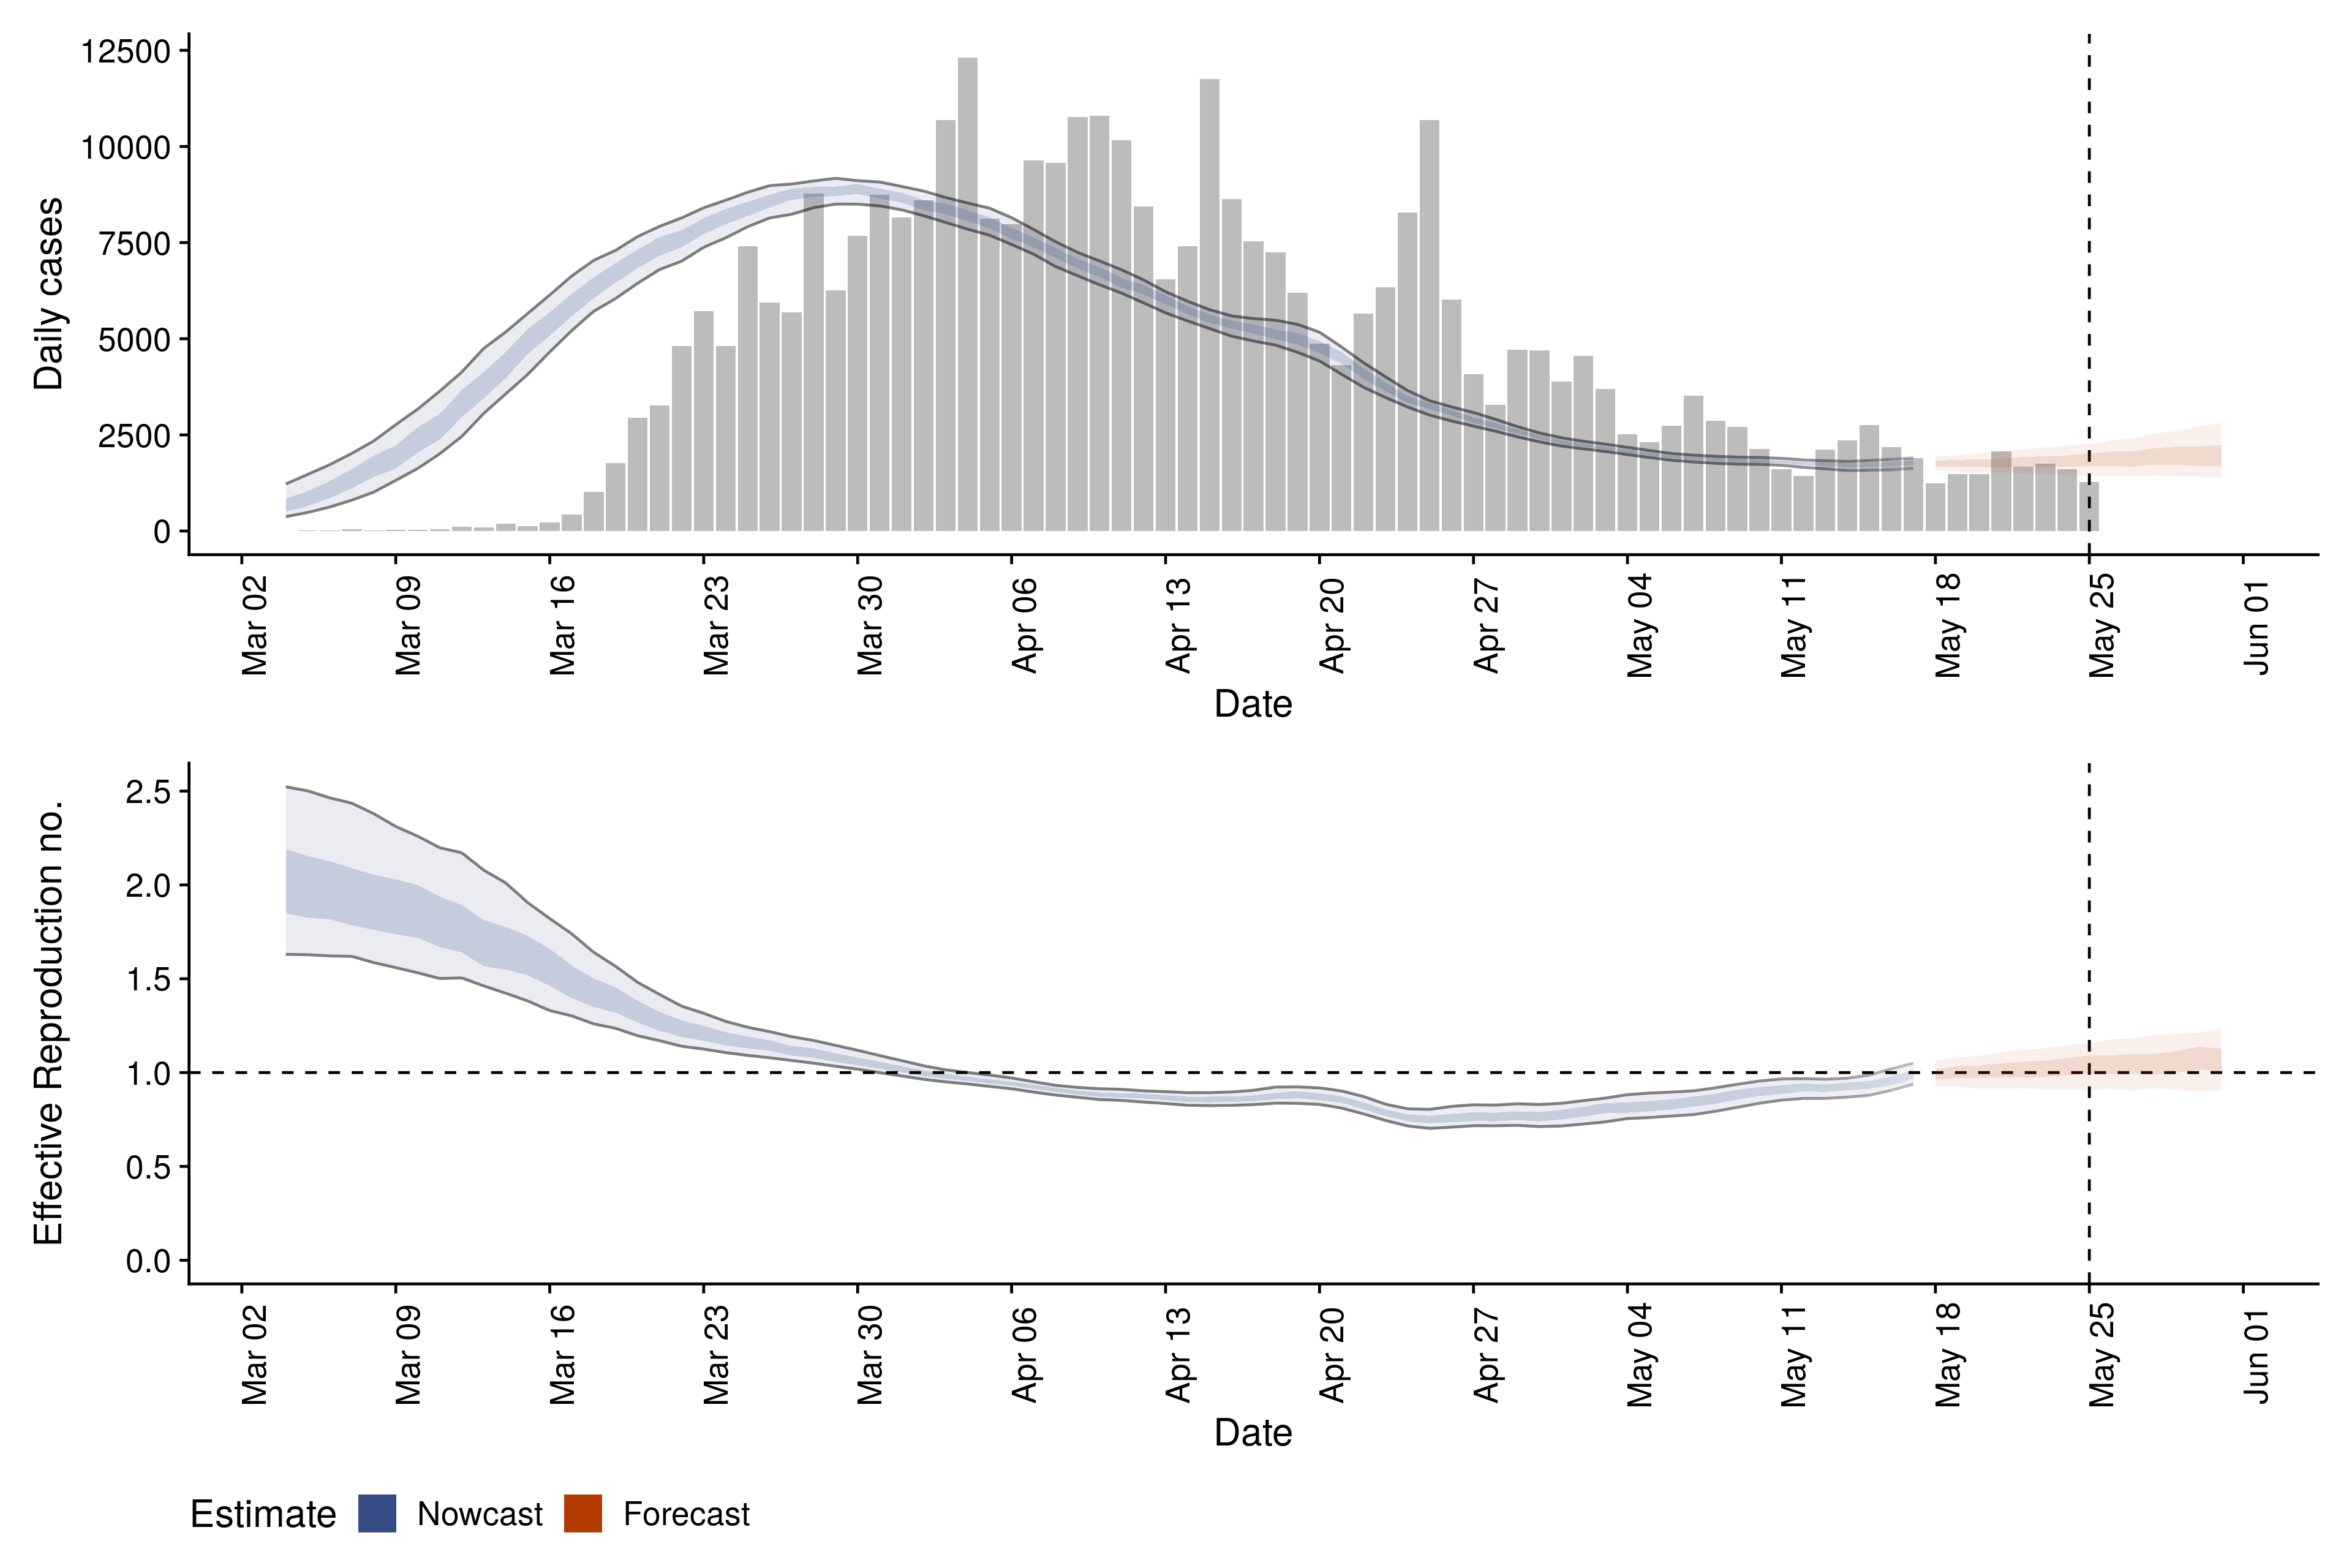 Daily cases
12500
10000
7500
5000
2500
0
Mar 02 Mar 09 Mar 16 Mar 23 Mar 30 Apr 06 Apr 13 Apr 20 Apr 27 May 04 May 11 May 18 May 25 Jun 01
Date
Effective Reproduction no.
2.5
2.0
1.5
1.0
0.5
0.0
Mar 02 Mar 09 Mar 16 Mar 23 Mar 30 Apr 06 Apr 13 Apr 20 Apr 27 May 04 May 11 May 18 May 25 Jun 01
Date
Estimate Nowcast Forecast